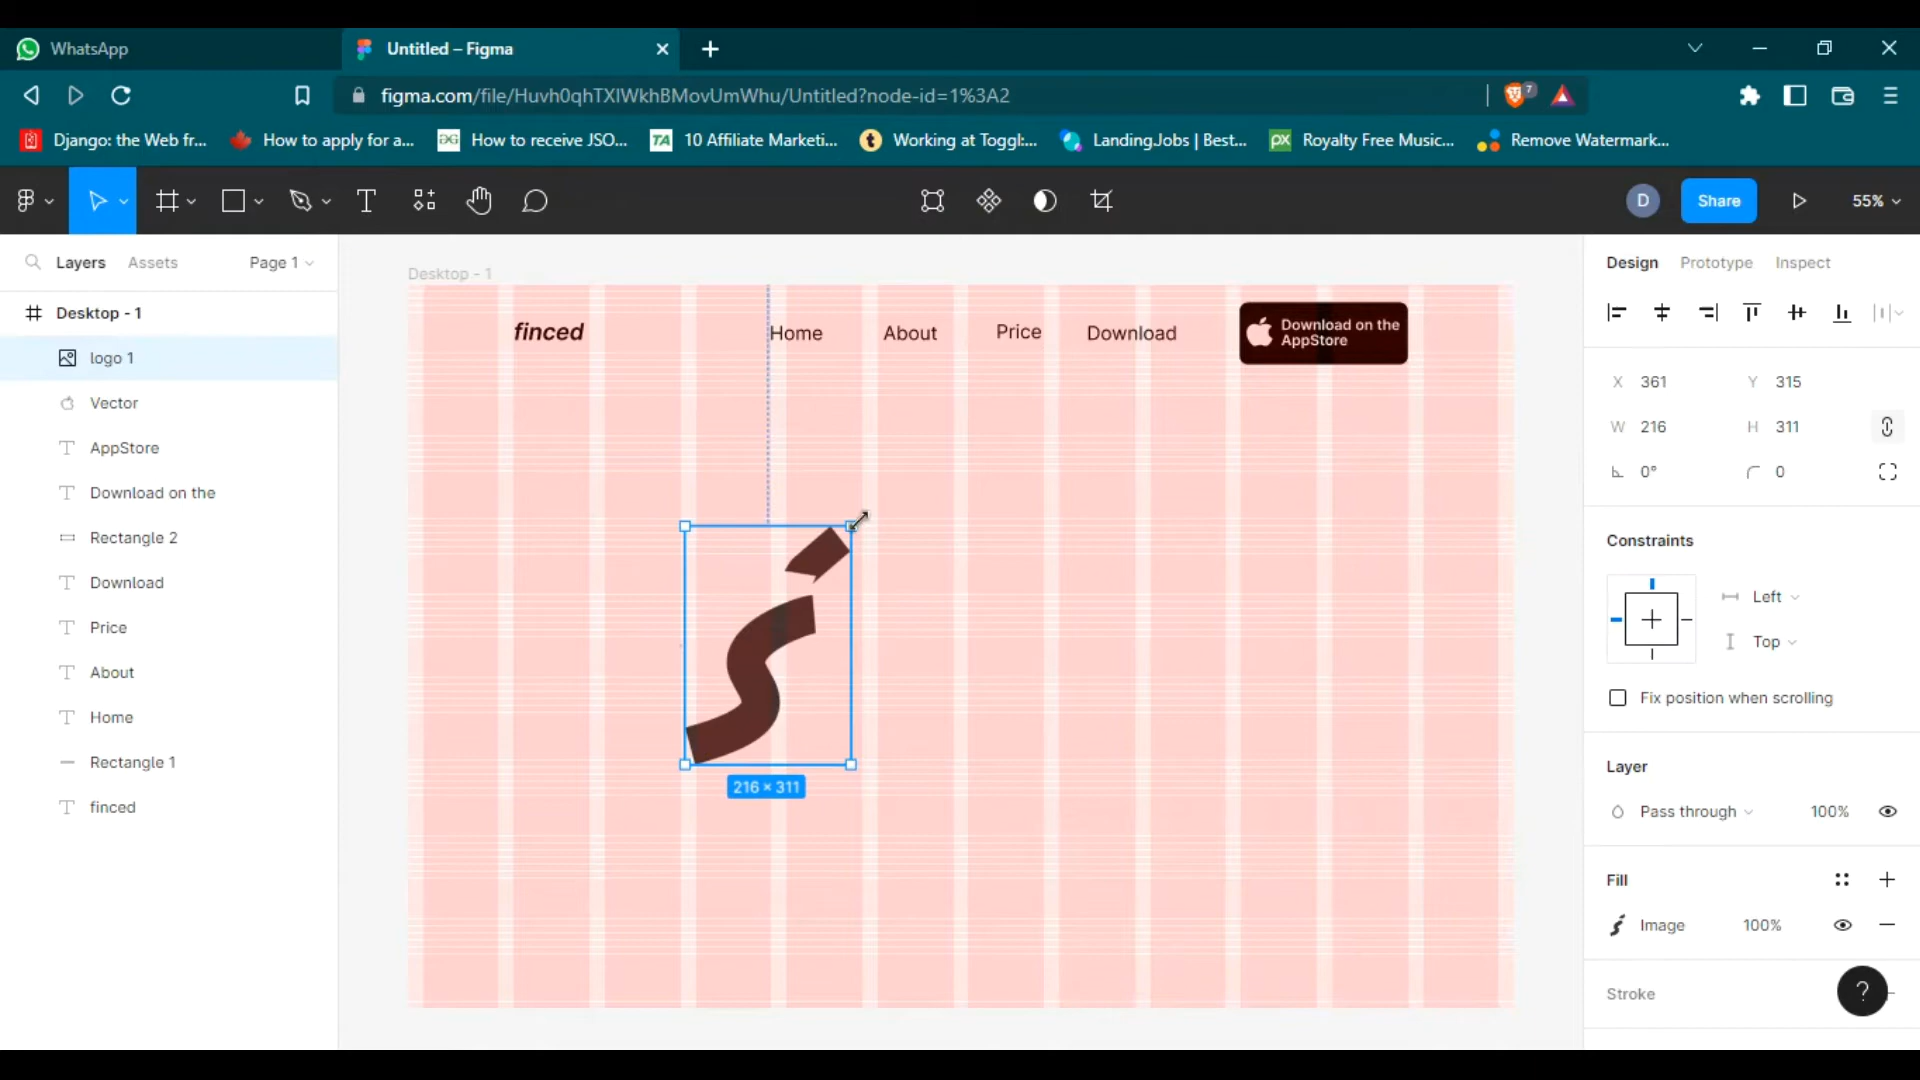 WhatsApp
Untitled – Figma
figma.com/file/Huvh0qhTXlWkhBMovUmWhu/Untitled?node-id=1%3A2
7
Django: the Web fr...
How to apply for a...
How to receive JSO...
TA 10 Affiliate Marketi...
t Working at Toggl:...
LandingJobs | Best...
px Royalty Free Music...
Remove Watermark...
D
Share
55%
Layers
Assets
Page 1
Design
Prototype
Inspect
Desktop - 1
logo 1
Vector
AppStore
Download on the
Rectangle 2
Download
Price
About
Home
Rectangle 1
finced
Desktop - 1
finced
Home
About
Price
Download
Download on the
AppStore
216 × 311
X 361
Y 315
W 216
H 311
0°
0
Constraints
Left
Top
Fix position when scrolling
Layer
Pass through
100%
Fill
Image
100%
Stroke
?